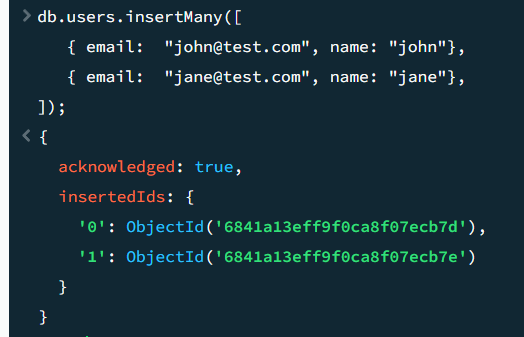 > db.users.insertMany([
{ email:  "john@test.com", name: "john"},
{ email:  "jane@test.com", name: "jane"},
]);
< {
acknowledged: true,
insertedIds: {
'0': ObjectId('6841a13eff9f0ca8f07ecb7d'),
'1': ObjectId('6841a13eff9f0ca8f07ecb7e')
}
}